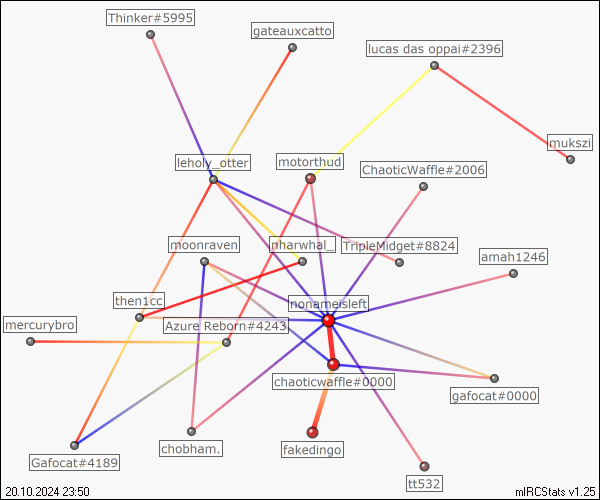 Thinker#5995
gateauxcatto
lucas das oppai#2396
mukszi
leholy_otter
motorthud
ChaoticWaffle#2006
moonraven
nharwhal_
TripleMidget#8824
amah1246
then1cc
nonameisleft
mercurybro
Azure Reborn#4243
chaoticwaffle#0000
gafocat#0000
Gafocat#4189
chobham.
fakedingo
tt532
20.10.2024 23:50
mIRCStats v1.25